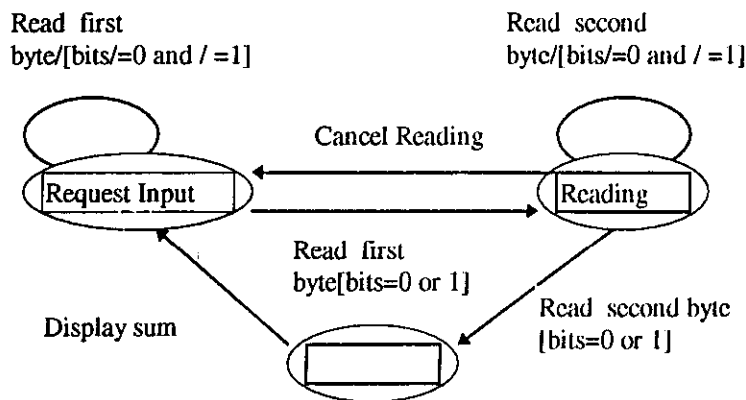 Read first
byte/[bits/=0 and / =1]
Read second
byte/[bits/=0 and / =1]
Cancel Reading
Request Input
Reading
Read first
byte[bits=0 or 1]
Display sum
Read second byte
[bits=0 or 1]